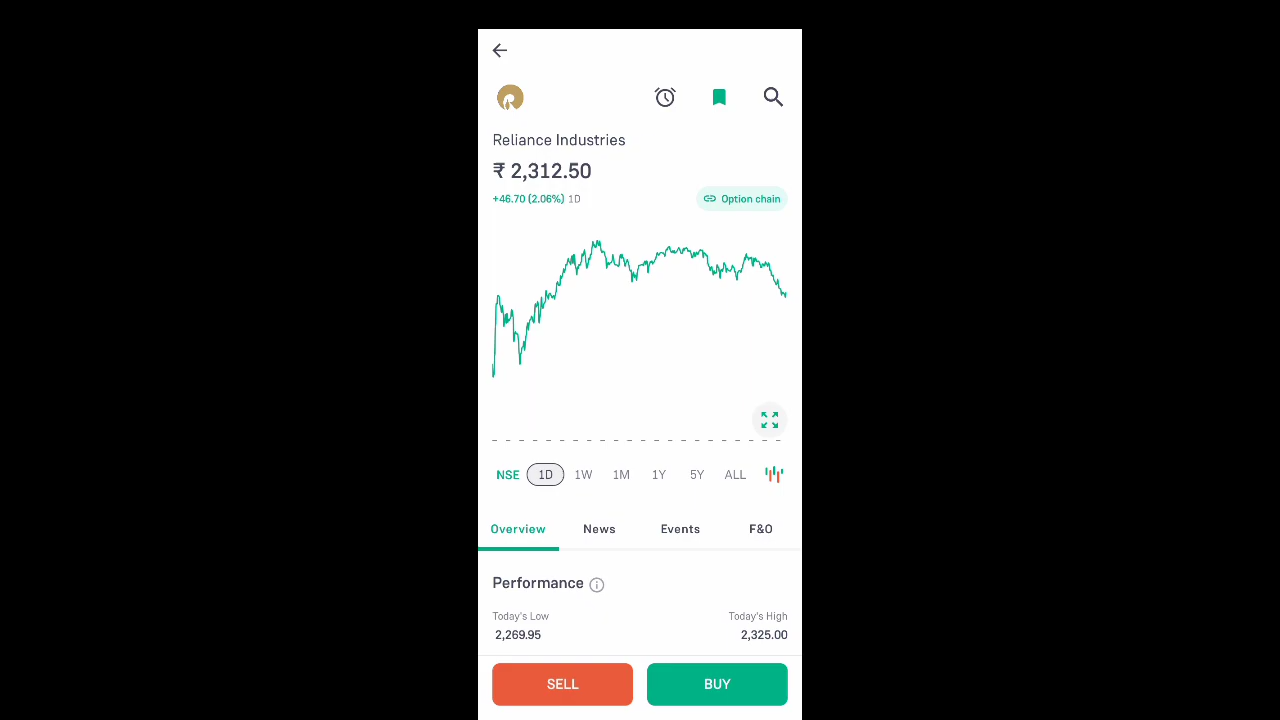 Reliance Industries
₹ 2,312.50
+46.70 (2.06%) 1D
Option chain
NSE 1D 1W 1M 1Y 5Y ALL
Overview News Events F&O
Performance
Today's Low Today's High
2,269.95 2,325.00
SELL BUY